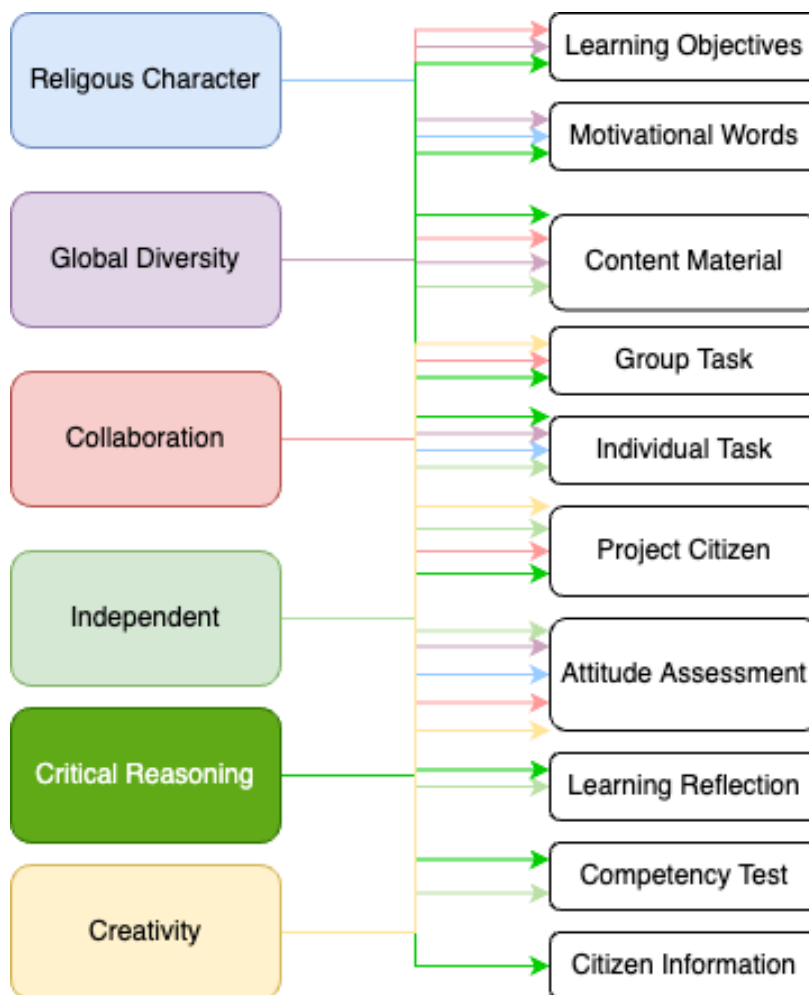 Religous Character
Global Diversity
Collaboration
Independent
Critical Reasoning
Creativity
Learning Objectives
Motivational Words
Content Material
Group Task
Individual Task
Project Citizen
Attitude Assessment
Learning Reflection
Competency Test
Citizen Information